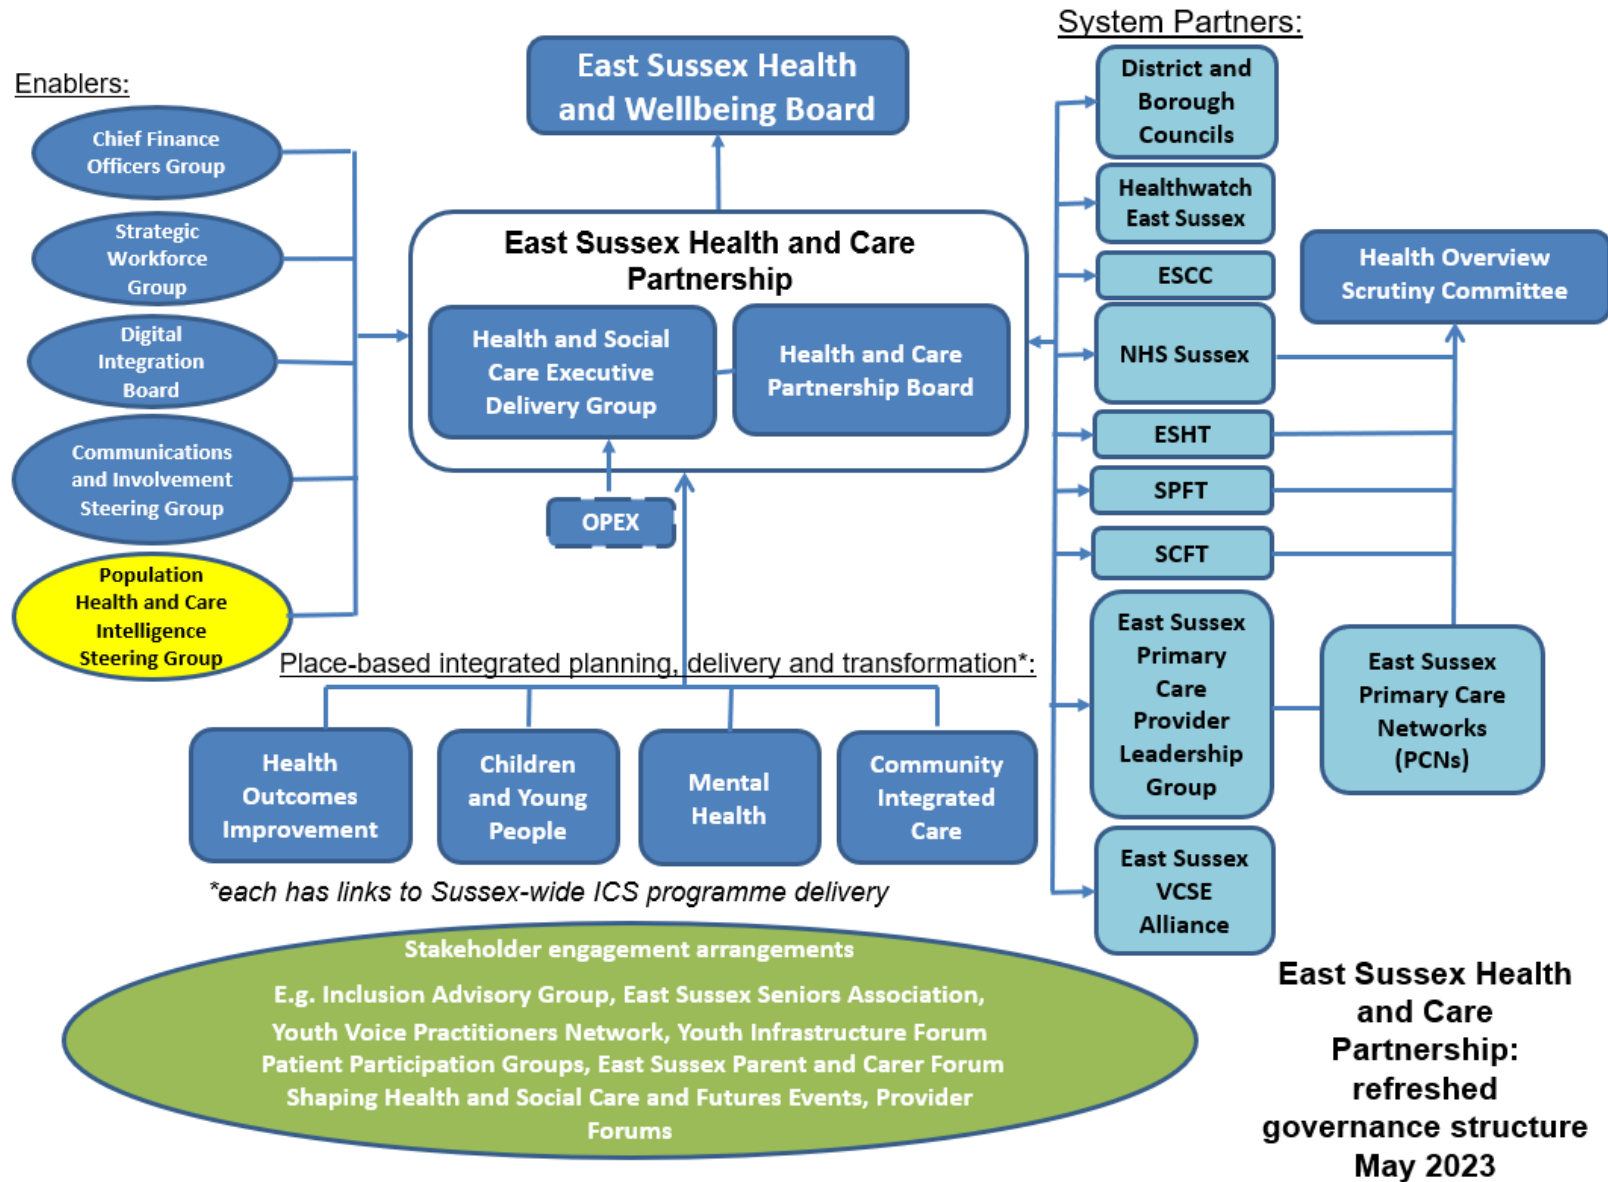 System Partners:
Enablers:
East Sussex Health
and Wellbeing Board
District and
Borough
Councils
Chief Finance
Officers Group
Healthwatch
East Sussex
Strategic
Workforce
Group
East Sussex Health and Care
Partnership
ESCC
Health Overview
Scrutiny Committee
Digital
Integration
Board
Health and Social
Care Executive
Delivery Group
Health and Care
Partnership Board
NHS Sussex
ESHT
Communications
and Involvement
Steering Group
SPFT
OPEX
SCFT
Population
Health and Care
Intelligence
Steering Group
East Sussex
Primary
Care
Provider
Leadership
Group
East Sussex
Primary Care
Networks
(PCNs)
Place-based integrated planning, delivery and transformation*:
Health
Outcomes
Improvement
Children
and Young
People
Mental
Health
Community
Integrated
Care
East Sussex
VCSE
Alliance
*each has links to Sussex-wide ICS programme delivery
Stakeholder engagement arrangements
E.g. Inclusion Advisory Group, East Sussex Seniors Association,
Youth Voice Practitioners Network, Youth Infrastructure Forum
Patient Participation Groups, East Sussex Parent and Carer Forum
Shaping Health and Social Care and Futures Events, Provider
Forums
East Sussex Health
and Care
Partnership:
refreshed
governance structure
May 2023